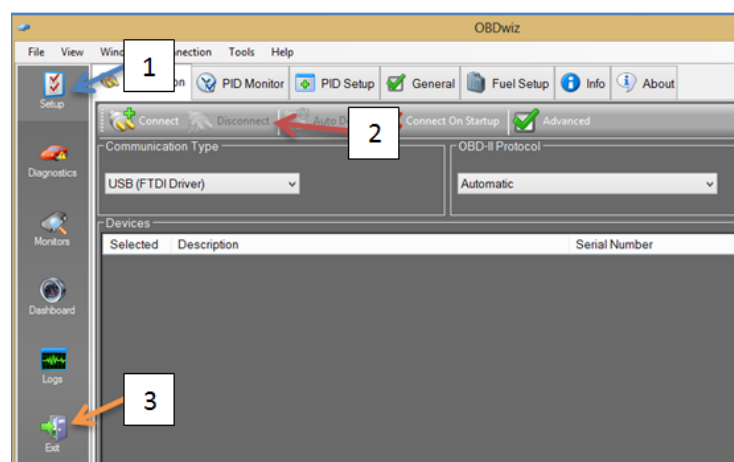 OBDwiz
File View Wind nection Tools Help
1
on PID Monitor PID Setup General Fuel Setup Info About
Setup
Connect Disconnect Auto D Connect On Startup Advanced
2
Communication Type OBD-II Protocol
Diagnostics
USB (FTDI Driver) Automatic
Devices
Monitors
Selected Description Serial Number
Dashboard
Logs
3
Exit